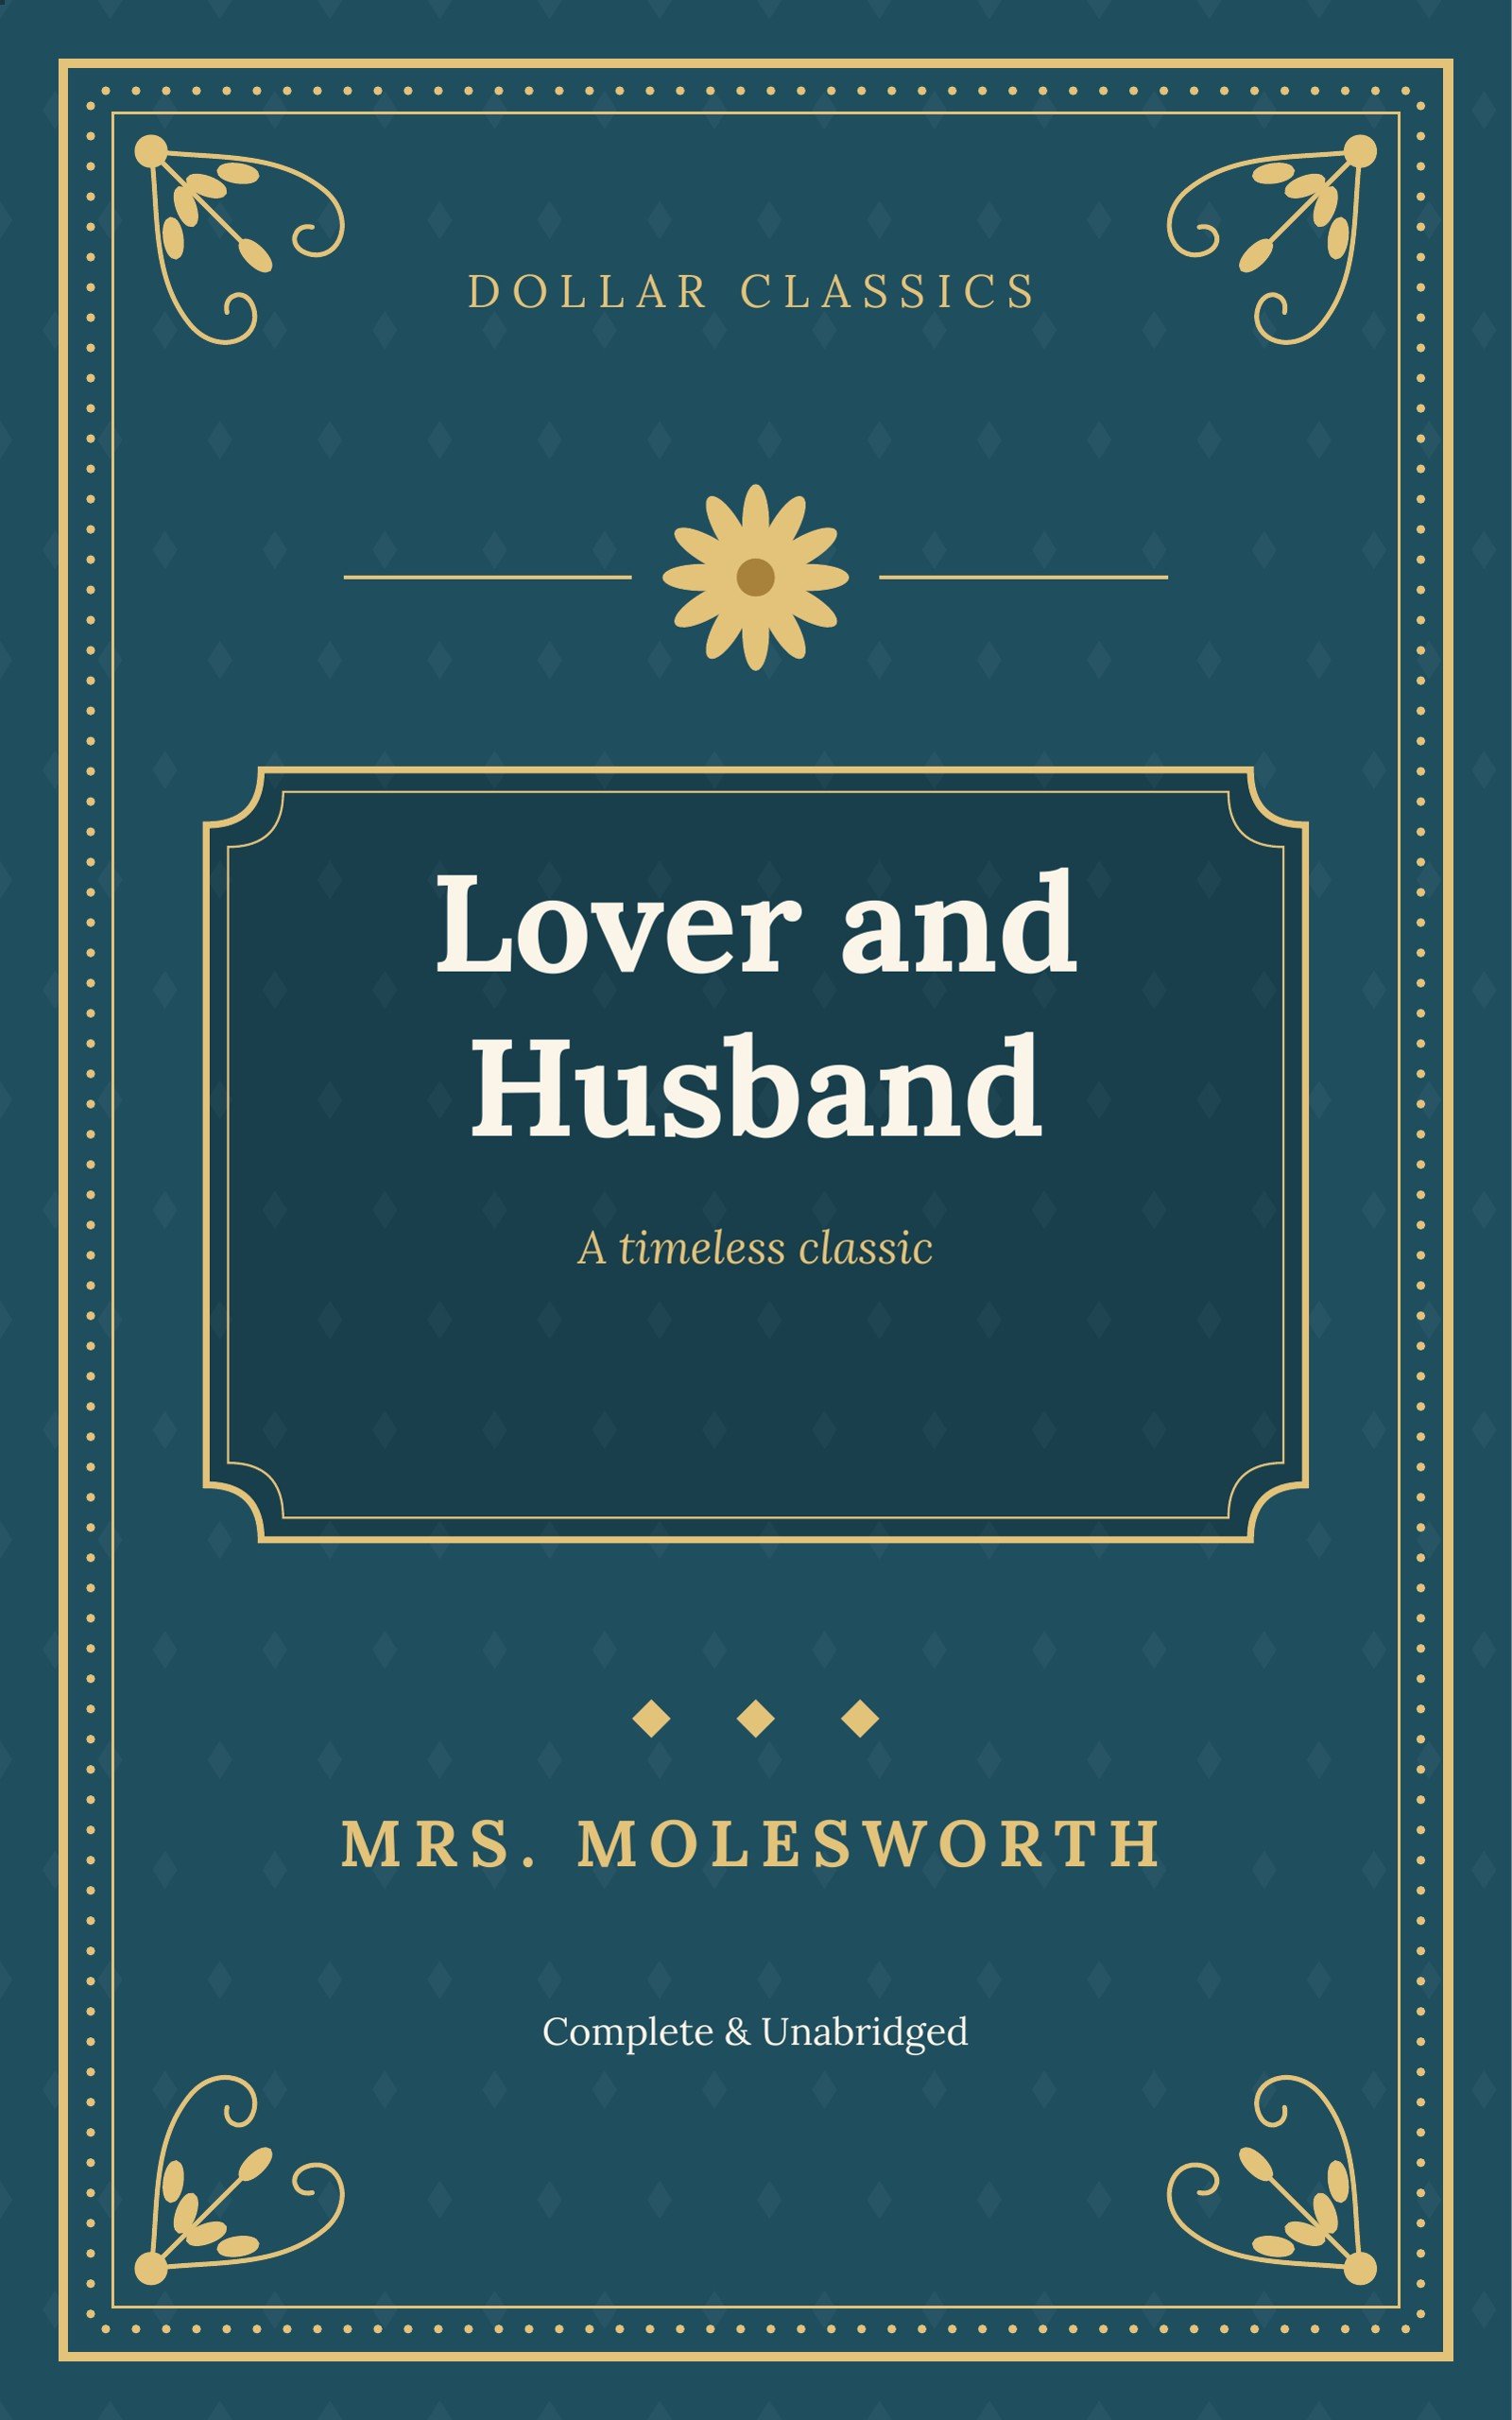 DOLLAR CLASSICS
Lover and
Husband
A timeless classic
MRS. MOLESWORTH
Complete & Unabridged